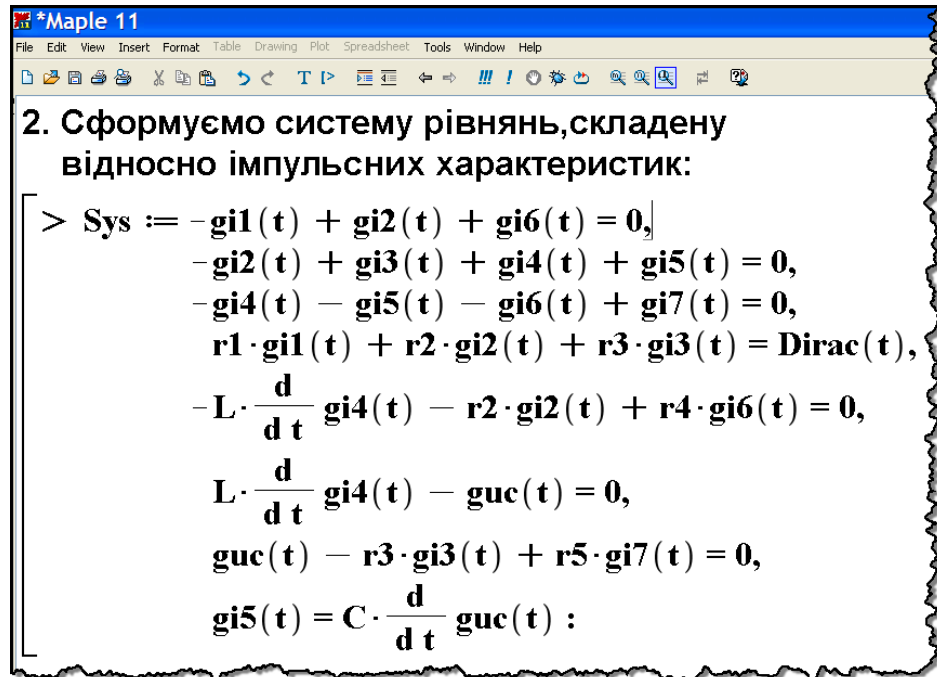 *Maple 11
File Edit View Insert Format Table Drawing Plot Spreadsheet Tools Window Help
2. Сформуємо систему рівнянь,складену
відносно імпульсних характеристик:
> Sys := -gi1(t) + gi2(t) + gi6(t) = 0,
-gi2(t) + gi3(t) + gi4(t) + gi5(t) = 0,
-gi4(t) − gi5(t) − gi6(t) + gi7(t) = 0,
r1·gi1(t) + r2·gi2(t) + r3·gi3(t) = Dirac(t),
-L· d/dt gi4(t) − r2·gi2(t) + r4·gi6(t) = 0,
L· d/dt gi4(t) − guc(t) = 0,
guc(t) − r3·gi3(t) + r5·gi7(t) = 0,
gi5(t) = C· d/dt guc(t) :